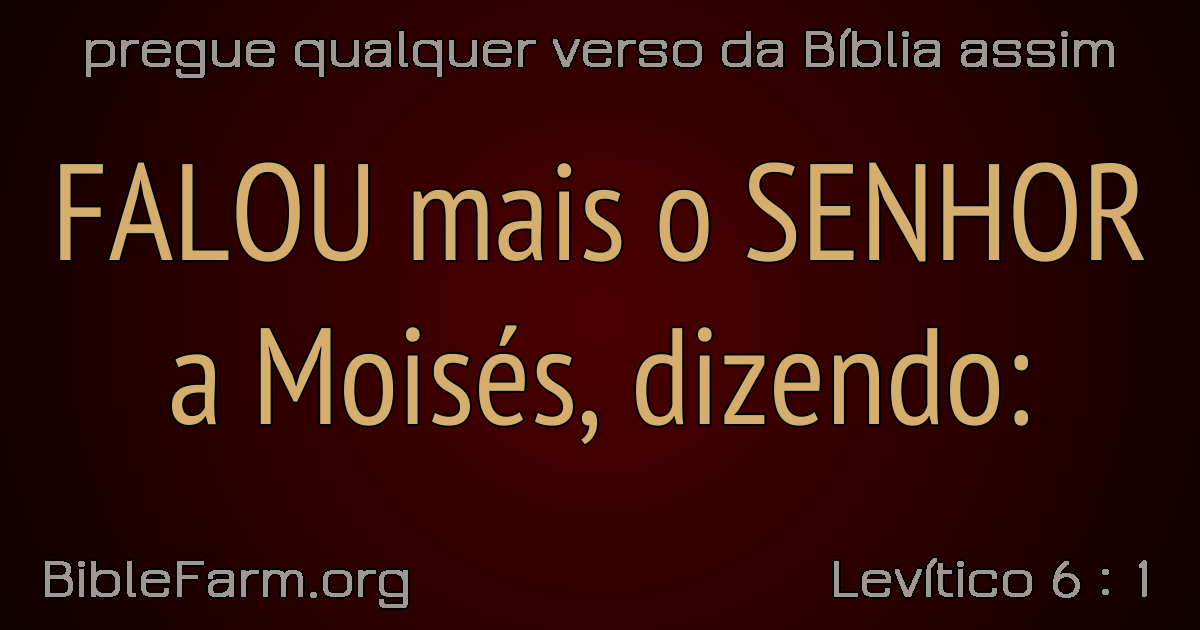 pregue qualquer verso da Bíblia assim
FALOU mais o SENHOR
a Moisés, dizendo:
BibleFarm.org
Levítico 6 : 1